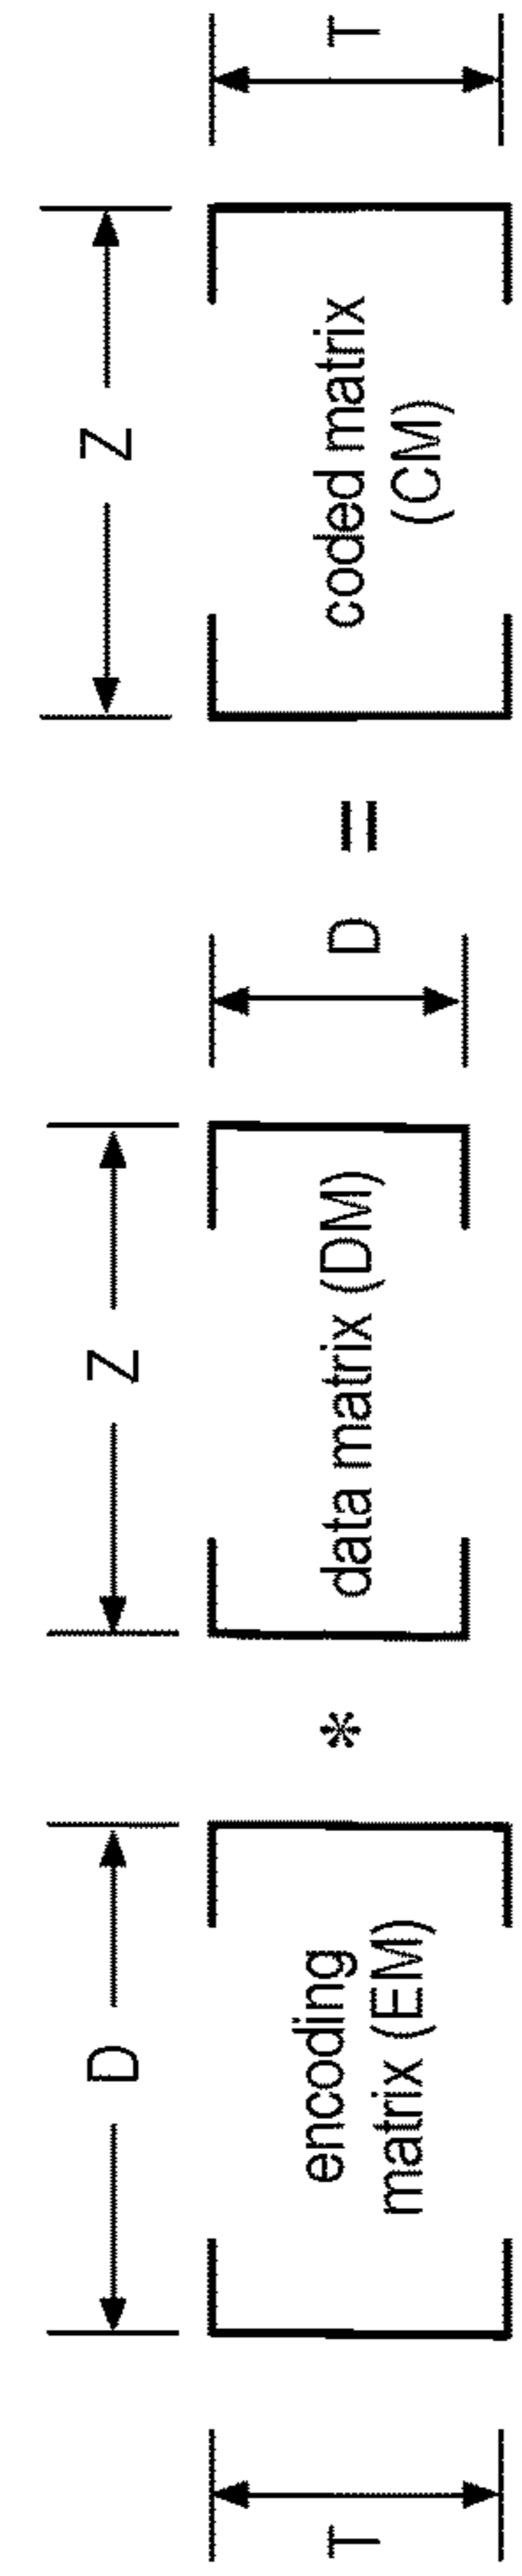 D
Z
Z
T
encoding
matrix (EM)
*
data matrix (DM)
D
=
coded matrix
(CM)
T